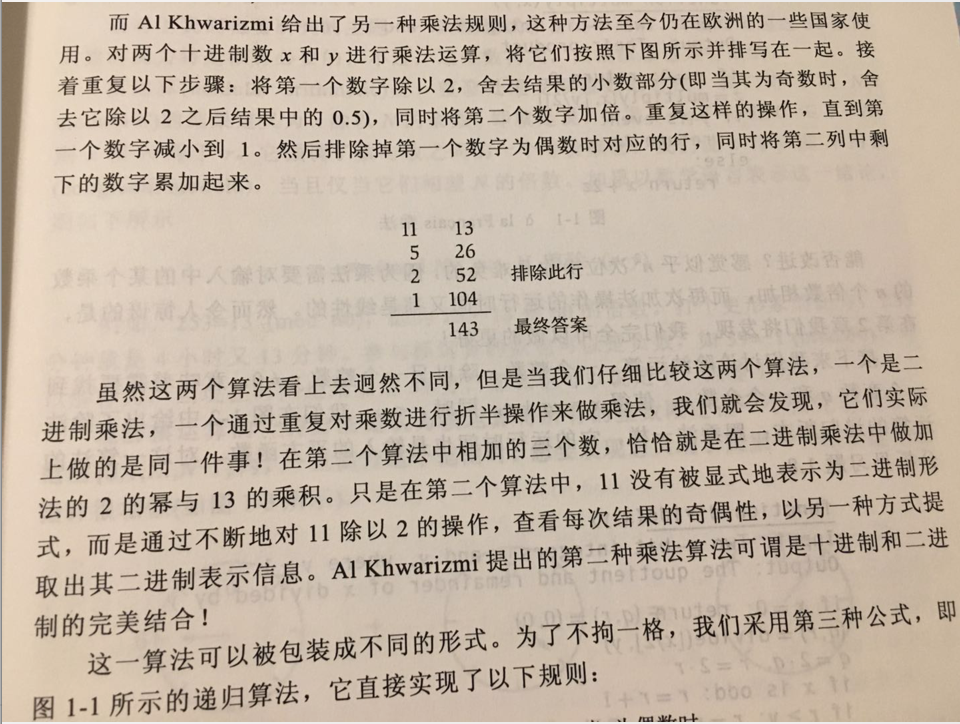 而 Al Khwarizmi 给出了另一种乘法规则，这种方法至今仍在欧洲的一些国家使
用。对两个十进制数 x 和 y 进行乘法运算，将它们按照下图所示并排写在一起。接
着重复以下步骤：将第一个数字除以 2，舍去结果的小数部分(即当其为奇数时，舍
去它除以 2 之后结果中的 0.5)，同时将第二个数字加倍。重复这样的操作，直到第
一个数字减小到 1。然后排除掉第一个数字为偶数时对应的行，同时将第二列中剩
下的数字累加起来。
11 13
5 26
2 52 排除此行
1 104
143 最终答案
虽然这两个算法看上去迥然不同，但是当我们仔细比较这两个算法，一个是二
进制乘法，一个通过重复对乘数进行折半操作来做乘法，我们就会发现，它们实际
上做的是同一件事！在第二个算法中相加的三个数，恰恰就是在二进制乘法中做加
法的 2 的幂与 13 的乘积。只是在第二个算法中，11 没有被显式地表示为二进制形
式，而是通过不断地对 11 除以 2 的操作，查看每次结果的奇偶性，以另一种方式提
取出其二进制表示信息。Al Khwarizmi 提出的第二种乘法算法可谓是十进制和二进
制的完美结合！
这一算法可以被包装成不同的形式。为了不拘一格，我们采用第三种公式，即
图 1-1 所示的递归算法，它直接实现了以下规则：